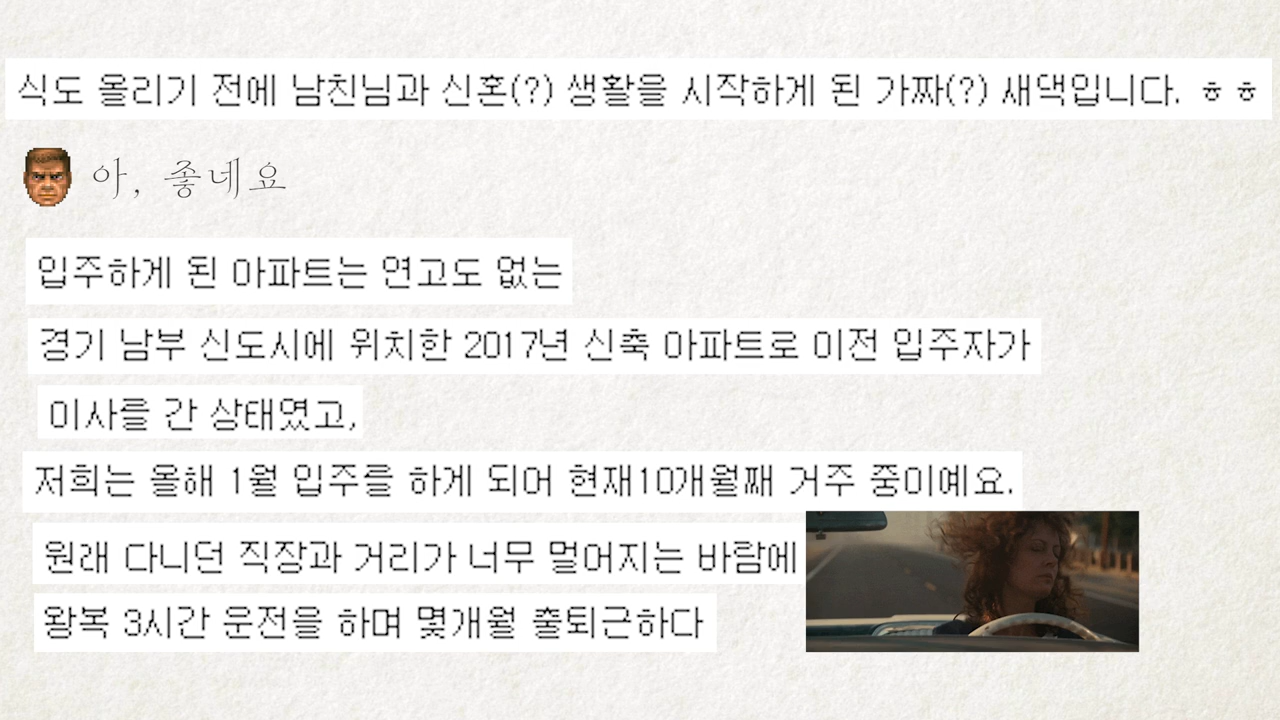 식도 올리기 전에 남친님과 신혼(?) 생활을 시작하게 된 가짜(?) 새댁입니다. ㅎㅎ
아, 좋네요
입주하게 된 아파트는 연고도 없는
경기 남부 신도시에 위치한 2017년 신축 아파트로 이전 입주자가
이사를 간 상태였고,
저희는 올해 1월 입주를 하게 되어 현재10개월째 거주 중이예요.
원래 다니던 직장과 거리가 너무 멀어지는 바람에
왕복 3시간 운전을 하며 몇개월 출퇴근하다